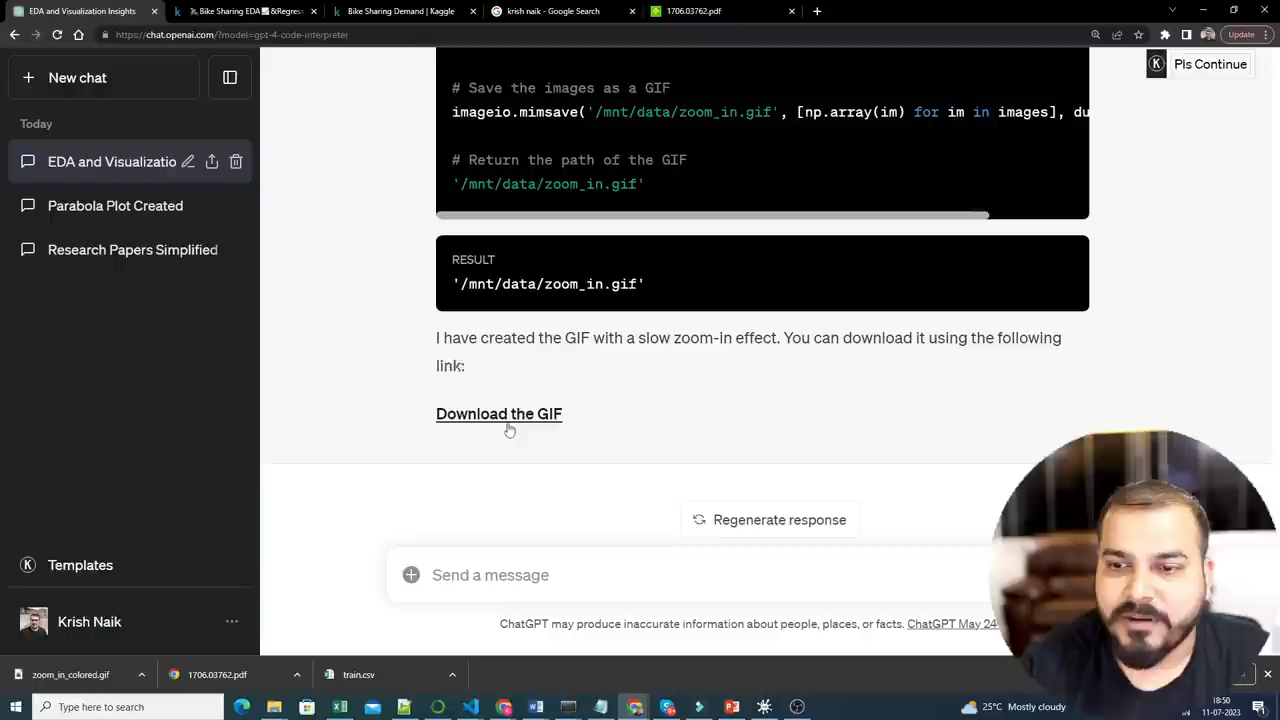 EDA and Visualization Insights
Bike Sharing EDA &Regress
Bike Sharing Demand | Kaggle
krish naik - Google Search
1706.03762.pdf
https://chat.openai.com/?model=gpt-4-code-interpreter
Update
New chat
Today
EDA and Visualizatio
Parabola Plot Created
Research Papers Simplified
Templates
Krish Naik
Pls Continue
# Save the images as a GIF
imageio.mimsave('/mnt/data/zoom_in.gif', [np.array(im) for im in images], du
# Return the path of the GIF
'/mnt/data/zoom_in.gif'
RESULT
'/mnt/data/zoom_in.gif'
I have created the GIF with a slow zoom-in effect. You can download it using the following
link:
Download the GIF
Regenerate response
Send a message
ChatGPT may produce inaccurate information about people, places, or facts. ChatGPT May 24
zoom_in_colored.gif
1706.03762.pdf
train.csv
Type here to search
25°C Mostly cloudy
18:50
11-07-2023